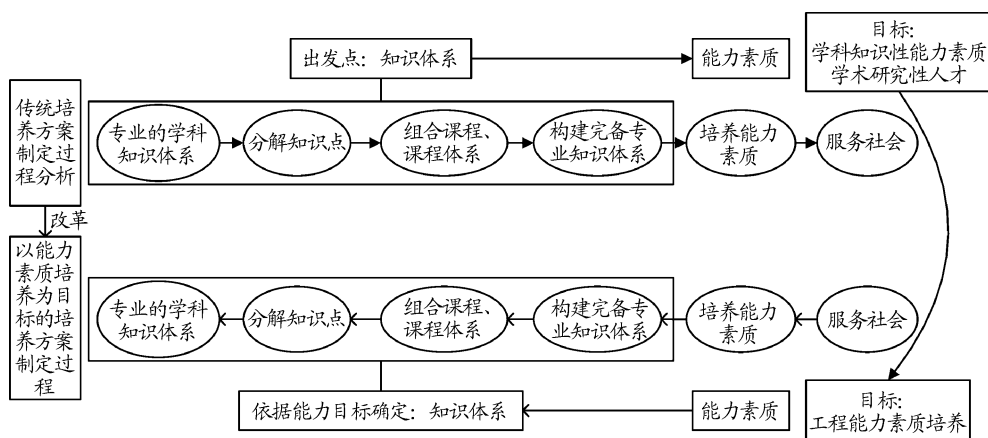 目标:
学科知识性能力素质
学术研究性人才
出发点: 知识体系
能力素质
传统培
养方案
制定过
程分析
专业的学科
知识体系
分解知识点
组合课程、
课程体系
构建完备专
业知识体系
培养能力
素质
服务社会
改革
以能力
素质培
养为目
标的培
养方案
制定过
程
专业的学科
知识体系
分解知识点
组合课程、
课程体系
构建完备专
业知识体系
培养能力
素质
服务社会
依据能力目标确定: 知识体系
能力素质
目标:
工程能力素质培养